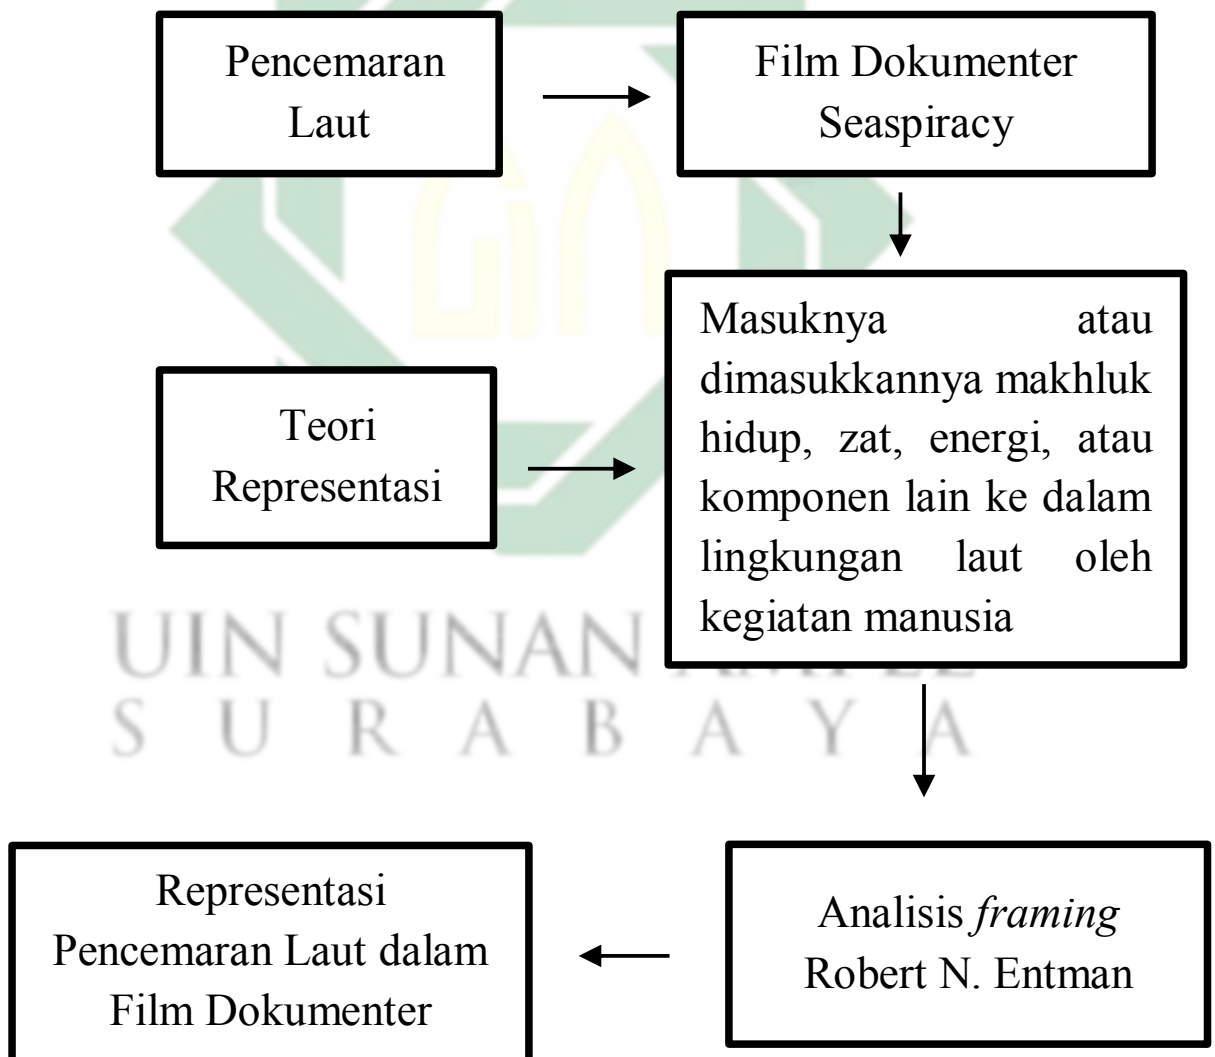 Pencemaran
Laut
Film Dokumenter
Seaspiracy
Teori
Representasi
Masuknya atau
dimasukkannya makhluk
hidup, zat, energi, atau
komponen lain ke dalam
lingkungan laut oleh
kegiatan manusia
UIN SUNAN
S U R A B A Y A
Analisis framing
Robert N. Entman
Representasi
Pencemaran Laut dalam
Film Dokumenter